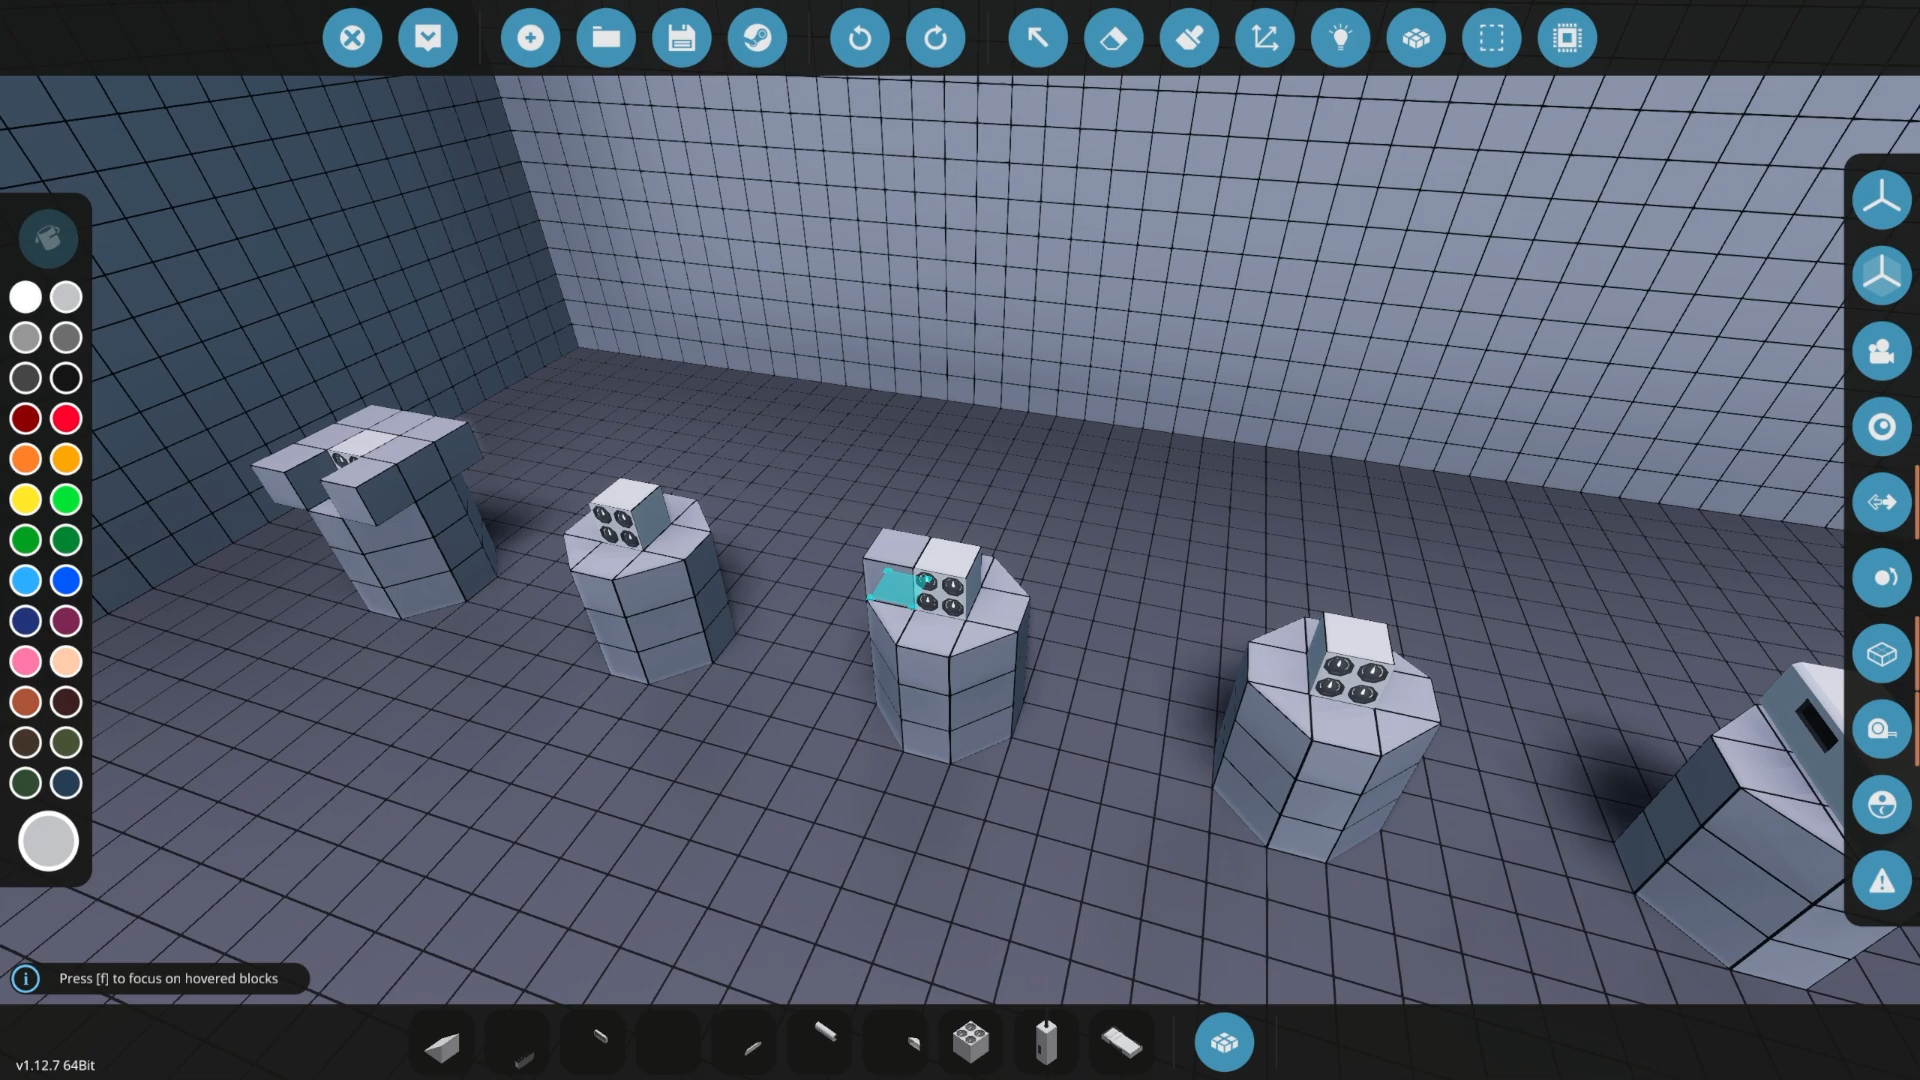 Press [f] to focus on hovered blocks
v1.12.7 64Bit